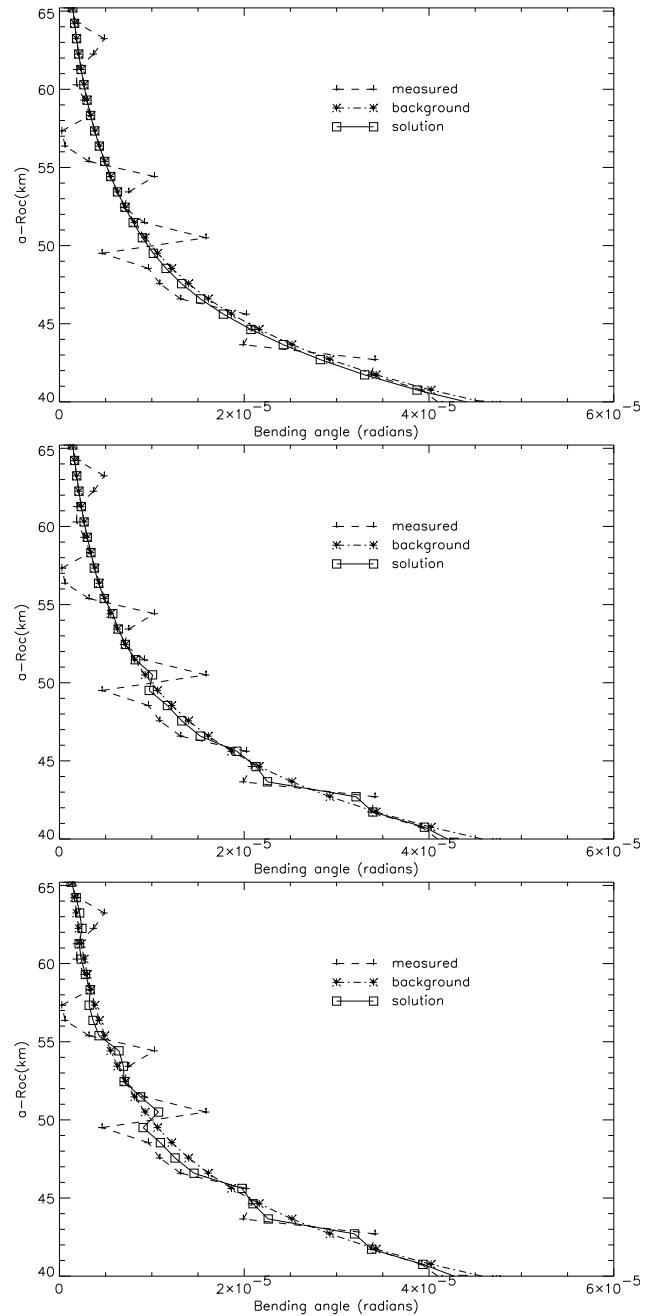 65
60
55
50
45
40
a-Roc(km)
measured
background
solution
0
2×10⁻⁵
4×10⁻⁵
6×10⁻⁵
Bending angle (radians)
65
60
55
50
45
40
a-Roc(km)
measured
background
solution
0
2×10⁻⁵
4×10⁻⁵
6×10⁻⁵
Bending angle (radians)
65
60
55
50
45
40
a-Roc(km)
measured
background
solution
0
2×10⁻⁵
4×10⁻⁵
6×10⁻⁵
Bending angle (radians)